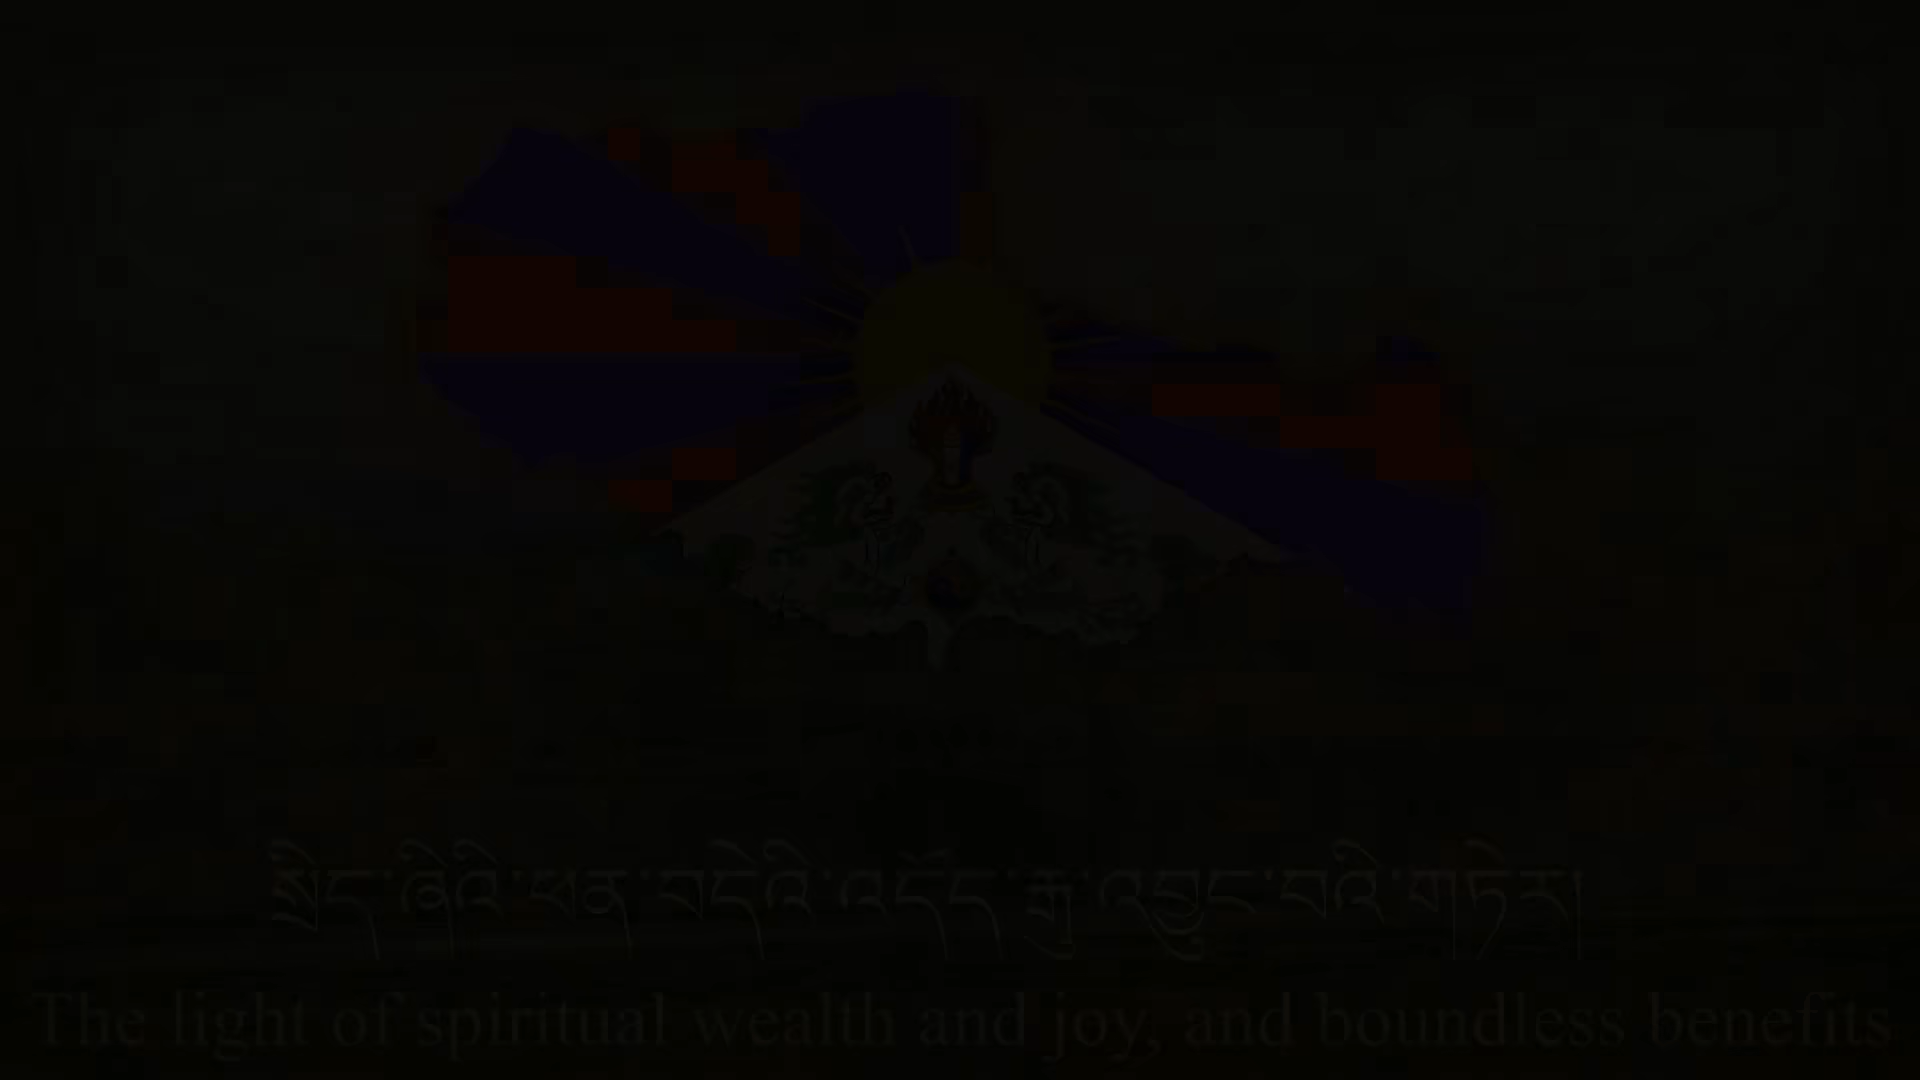 སྲིད་ཞིའི་ཕན་བདེའི་འདོད་རྒུ་འབྱུང་བའི་གཏེར།
The light of spiritual wealth and joy, and boundless benefits